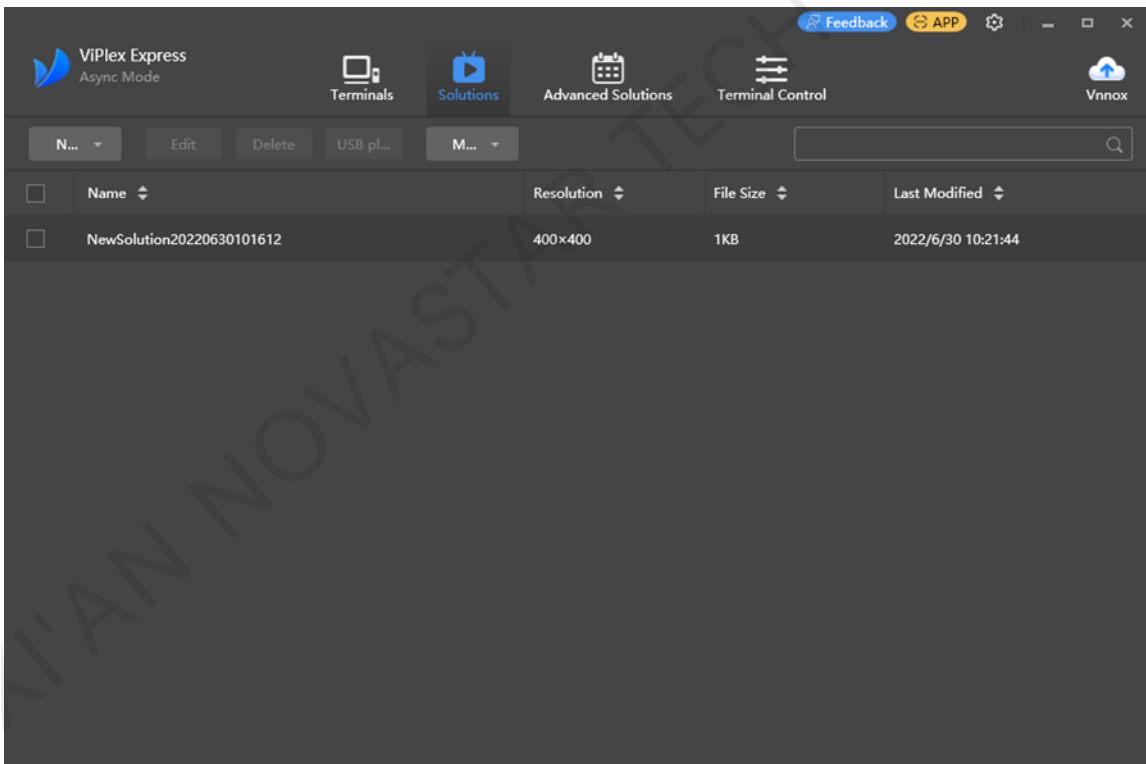 Feedback APP
ViPlex Express
Async Mode
Terminals Solutions Advanced Solutions Terminal Control Vnnox
N... Edit Delete USB pl... M...
Name Resolution File Size Last Modified
NewSolution20220630101612 400×400 1KB 2022/6/30 10:21:44
XI'AN NOVASTAR TECH